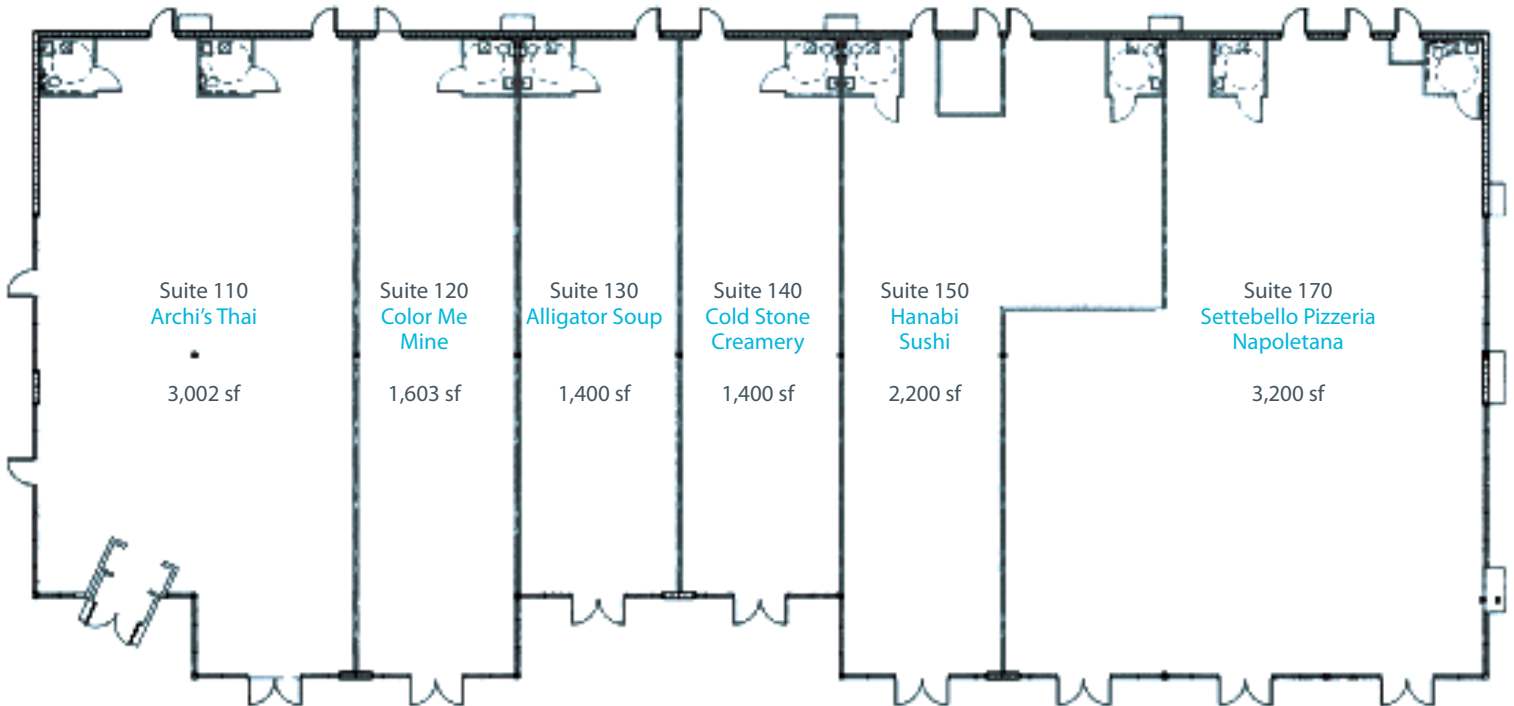 Suite 110
Archi's Thai
3,002 sf
Suite 120
Color Me
Mine
1,603 sf
Suite 130
Alligator Soup
1,400 sf
Suite 140
Cold Stone
Creamery
1,400 sf
Suite 150
Hanabi
Sushi
2,200 sf
Suite 170
Settebello Pizzeria
Napoletana
3,200 sf